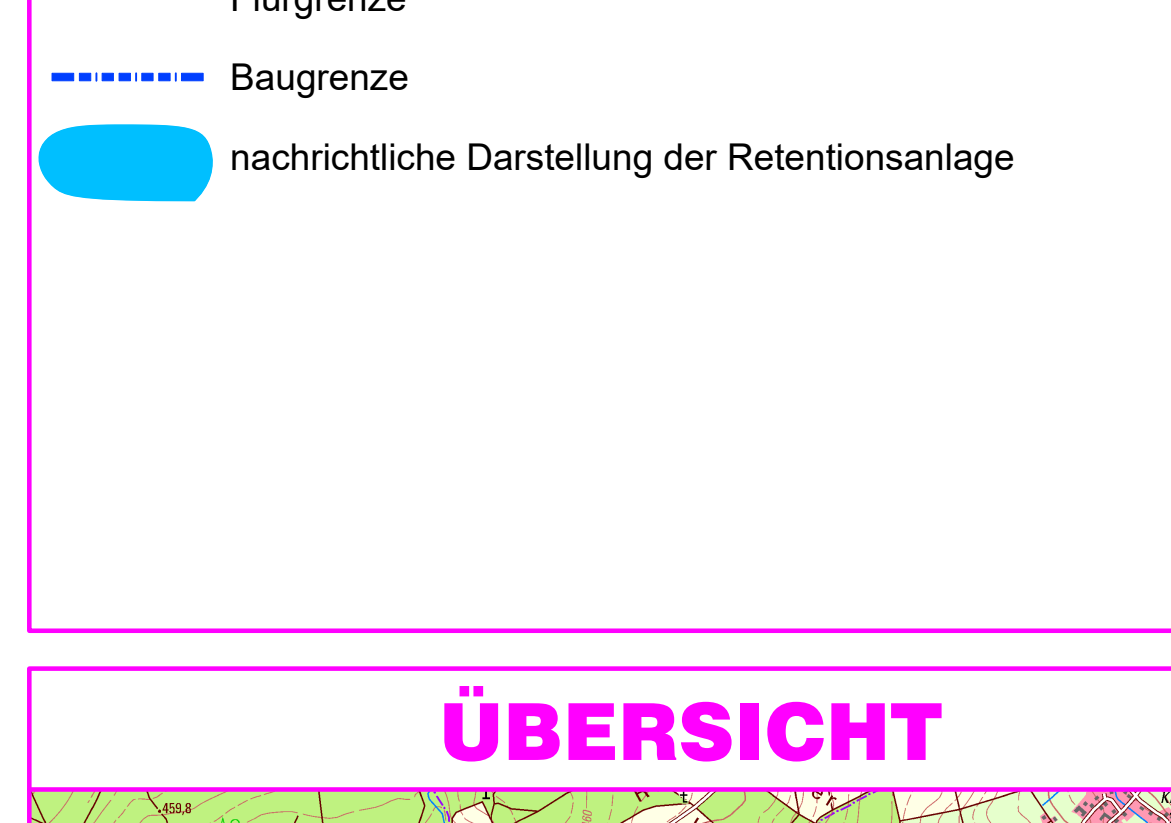 Flurgrenze
Baugrenze
nachrichtliche Darstellung der Retentionsanlage
ÜBERSICHT
459,8